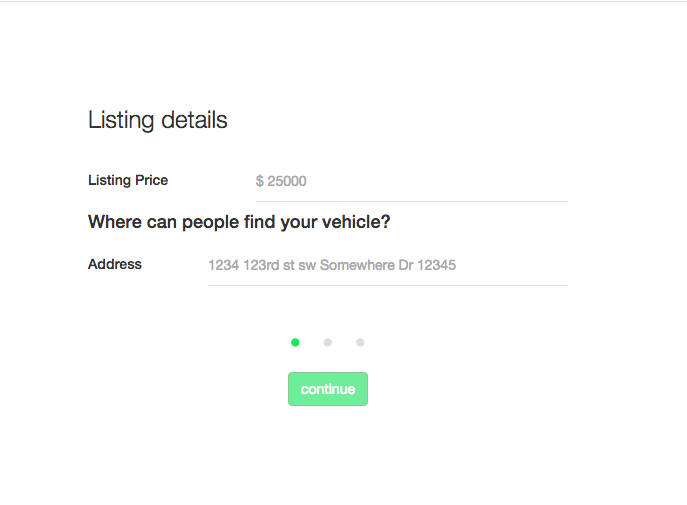 Listing details
Listing Price $ 25000
Where can people find your vehicle?
Address 1234 123rd st sw Somewhere Dr 12345
continue